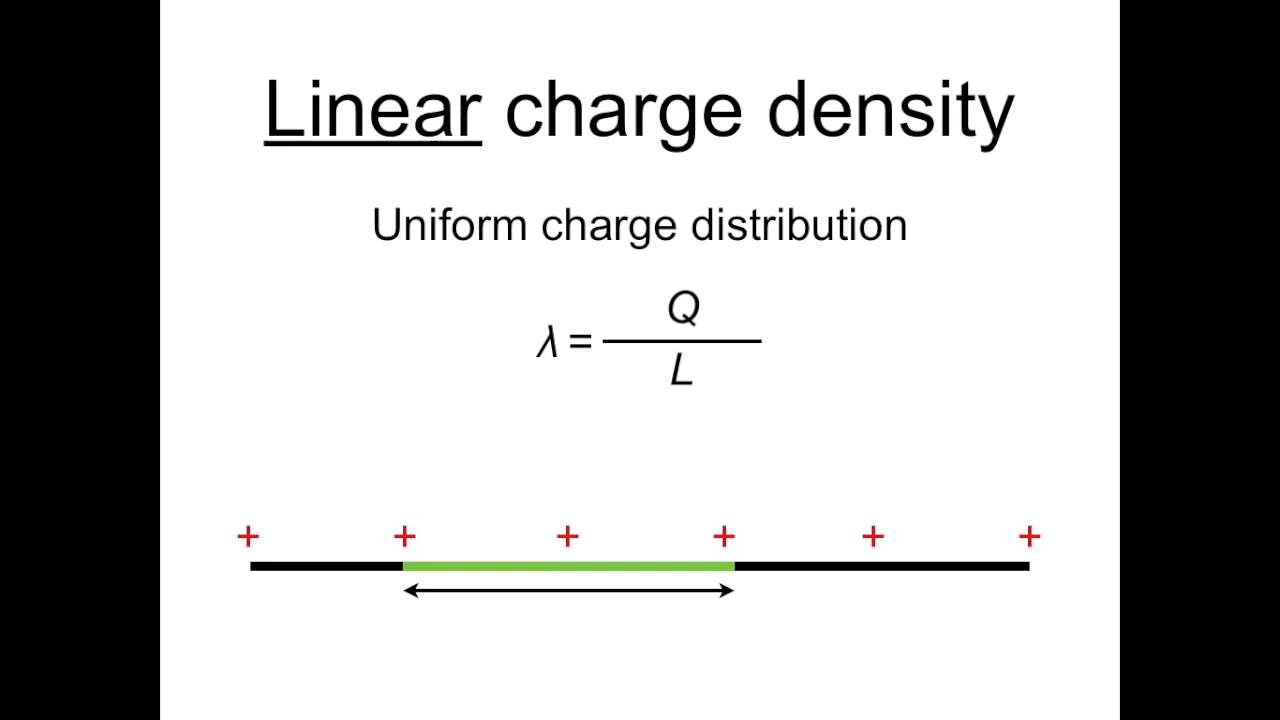 Linear charge density
Uniform charge distribution
λ = Q
L
+ + + + + +